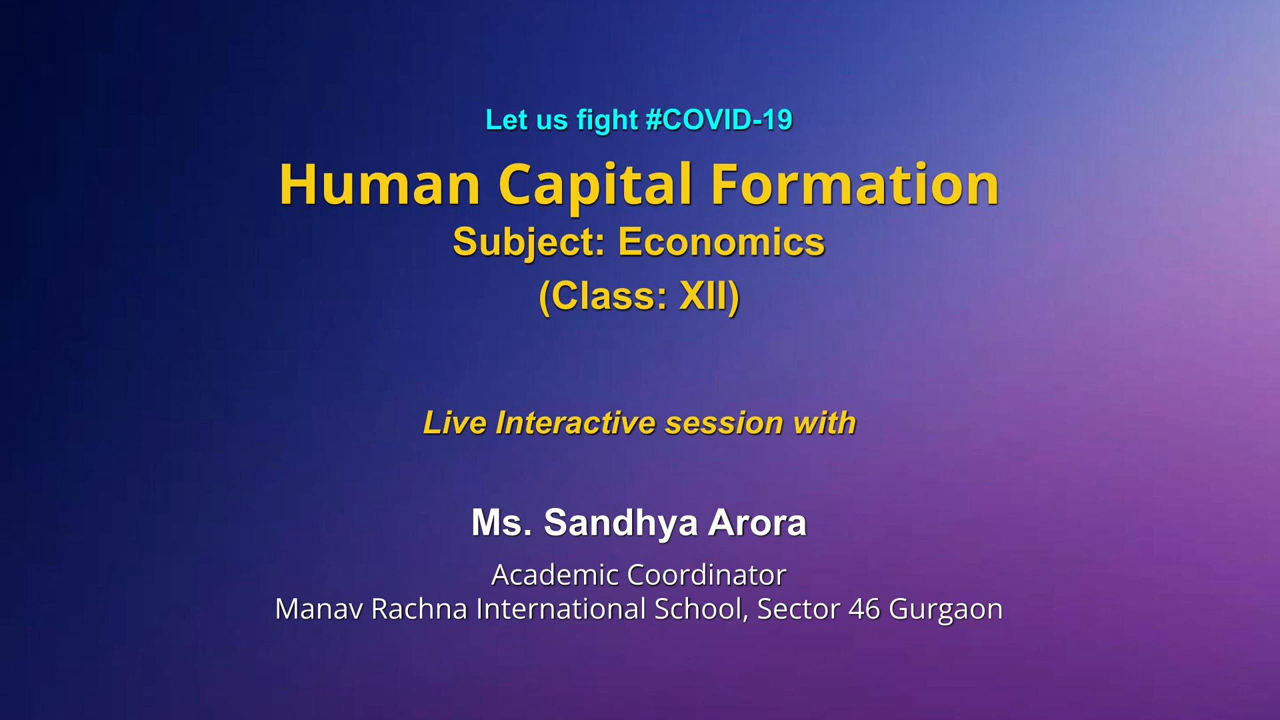 Let us fight #COVID-19
Human Capital Formation
Subject: Economics
(Class: XII)
Live Interactive session with
Ms. Sandhya Arora
Academic Coordinator
Manav Rachna International School, Sector 46 Gurgaon